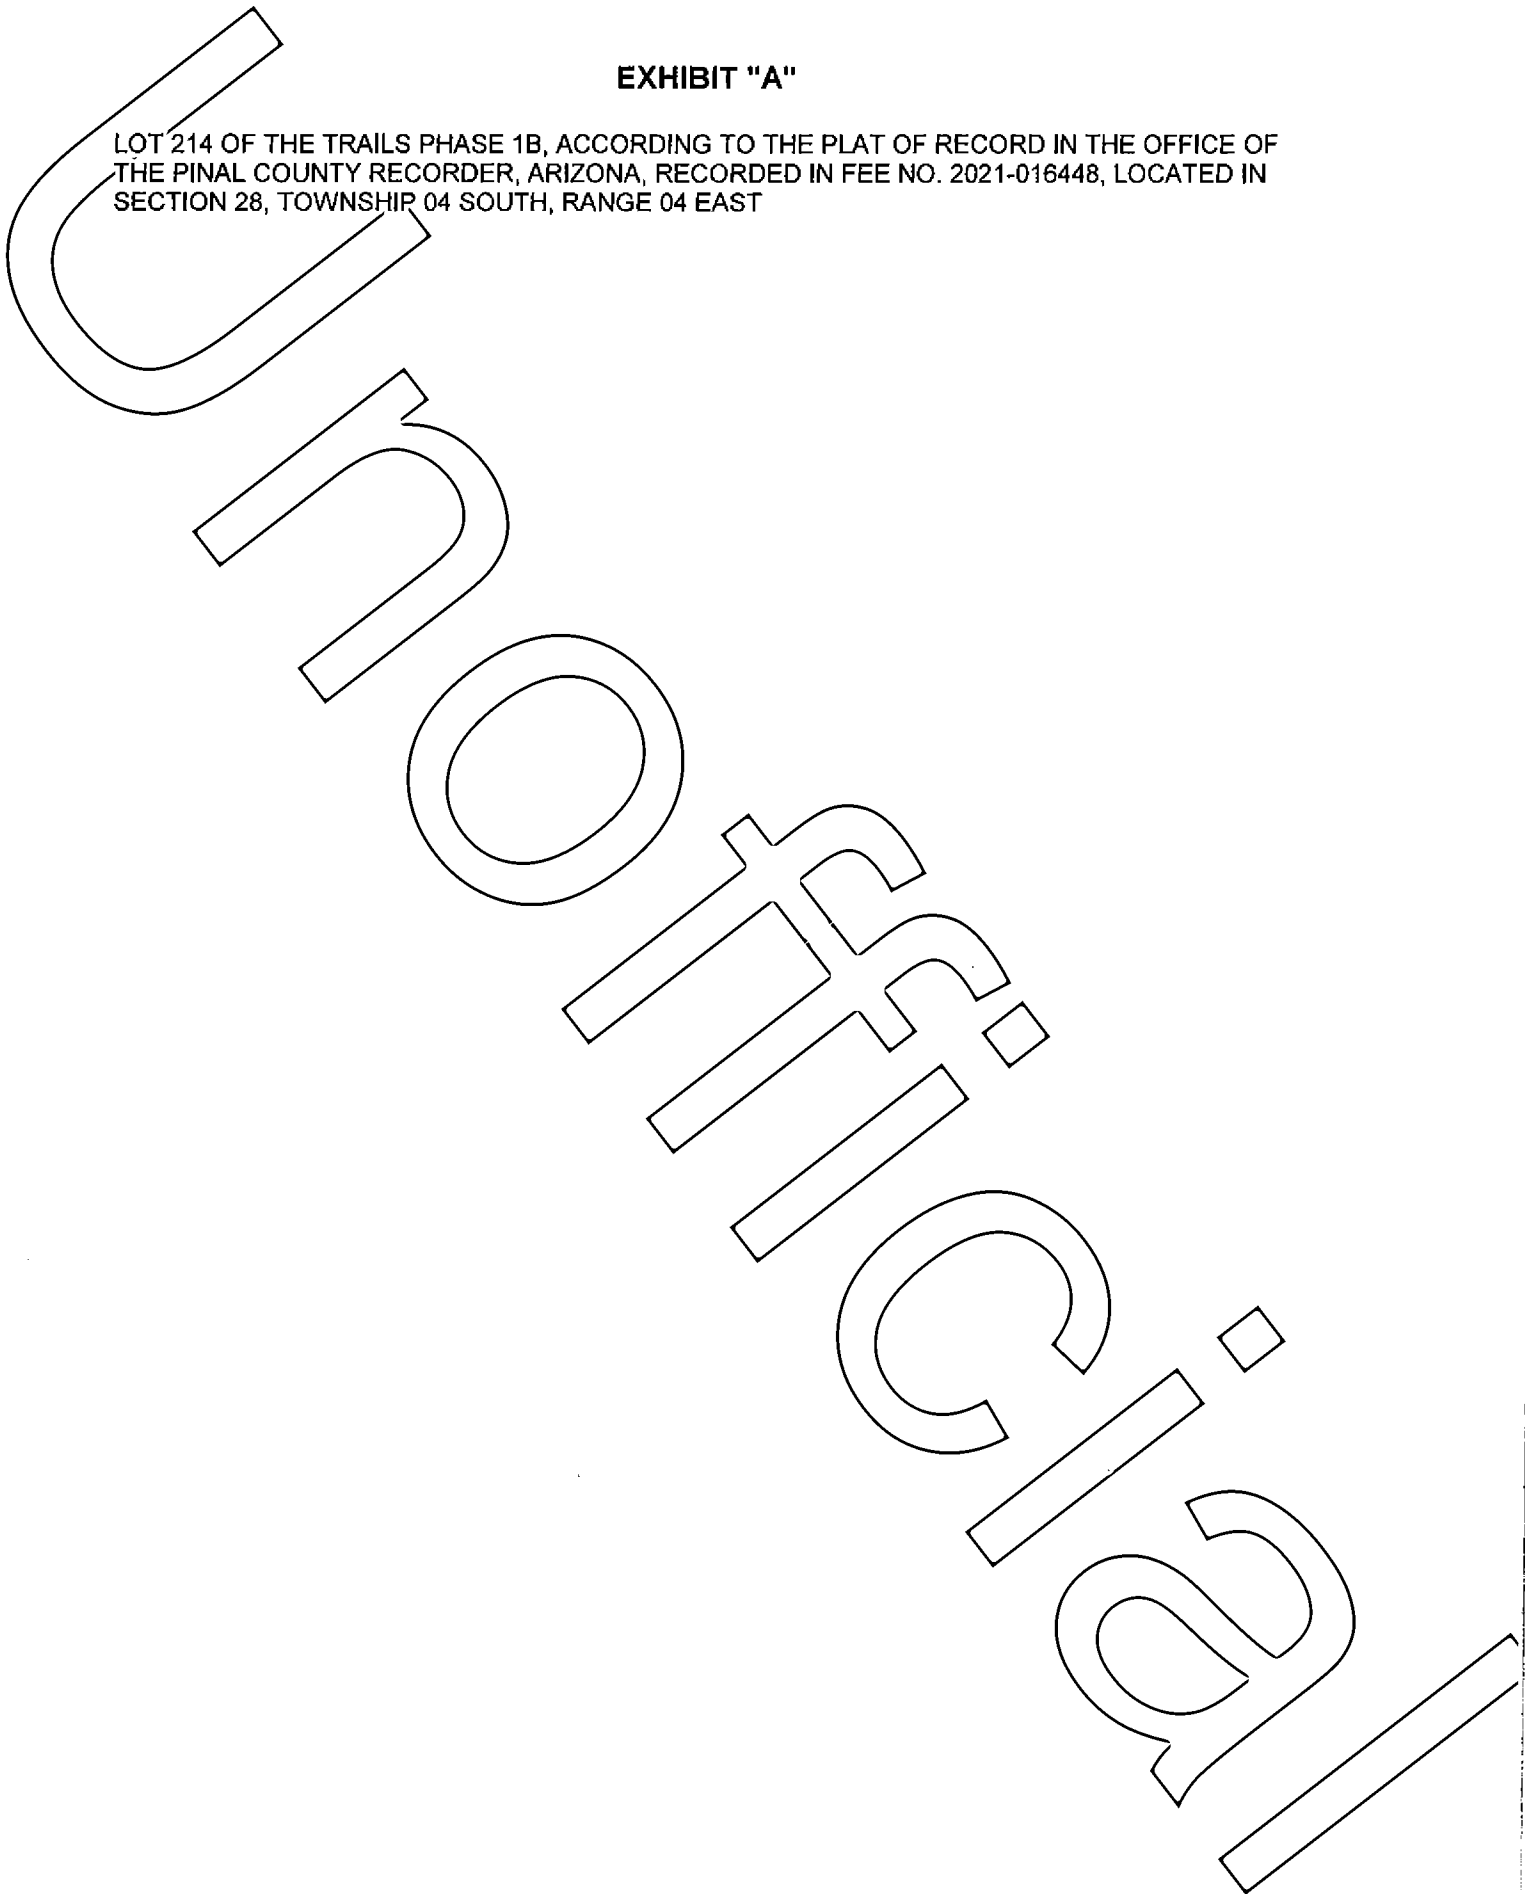 EXHIBIT "A"
LOT 214 OF THE TRAILS PHASE 1B, ACCORDING TO THE PLAT OF RECORD IN THE OFFICE OF
THE PINAL COUNTY RECORDER, ARIZONA, RECORDED IN FEE NO. 2021-016448, LOCATED IN
SECTION 28, TOWNSHIP 04 SOUTH, RANGE 04 EAST
Unofficial